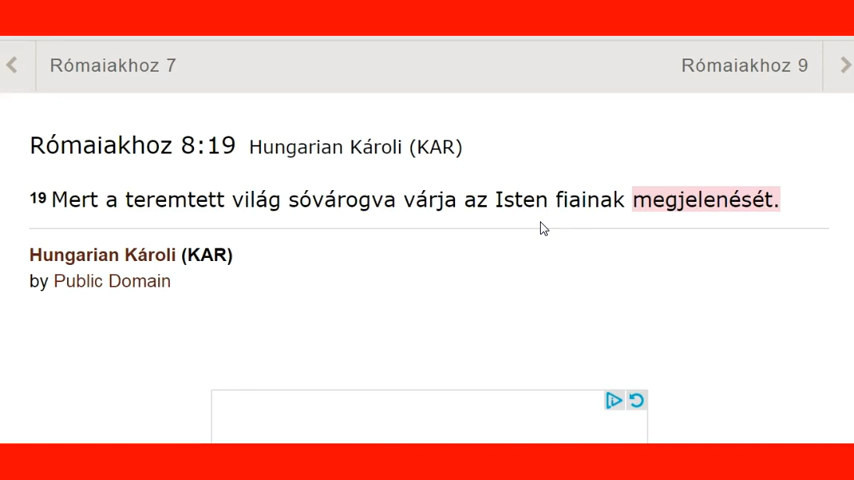 Rómaiakhoz 7 Rómaiakhoz 9
Rómaiakhoz 8:19 Hungarian Károli (KAR)
19 Mert a teremtett világ sóvárogva várja az Isten fiainak megjelenését.
Hungarian Károli (KAR)
by Public Domain